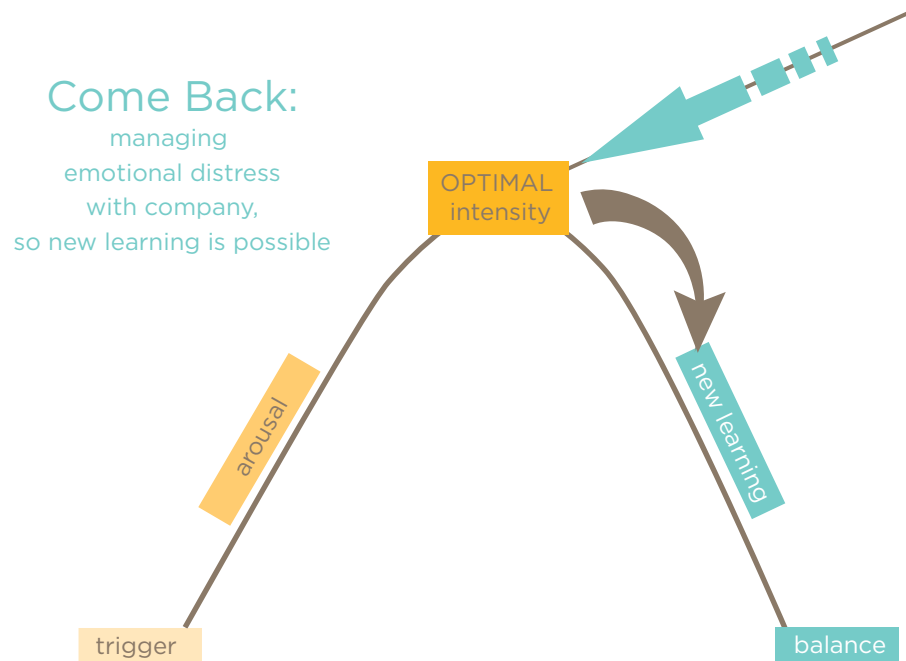 Come Back:
managing
emotional distress
with company,
so new learning is possible
OPTIMAL
intensity
arousal
new learning
trigger
balance